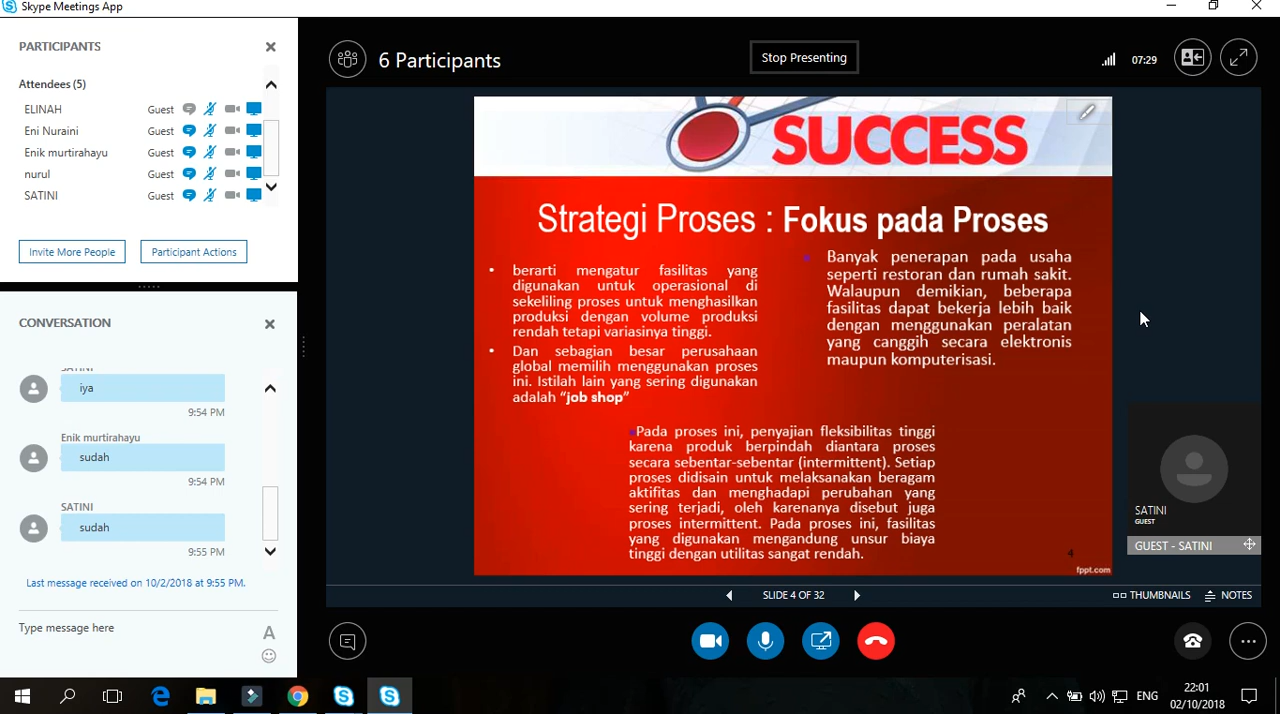 Skype Meetings App
PARTICIPANTS
Attendees (5)
ELINAH Guest
Eni Nuraini Guest
Enik murtirahayu Guest
nurul Guest
SATINI Guest
Invite More People
Participant Actions
CONVERSATION
SATINI
iya
9:54 PM
Enik murtirahayu
sudah
9:54 PM
SATINI
sudah
9:55 PM
Last message received on 10/2/2018 at 9:55 PM.
Type message here
A
6 Participants
Stop Presenting
07:29
SUCCESS
Strategi Proses : Fokus pada Proses
• berarti mengatur fasilitas yang
digunakan untuk operasional di
sekeliling proses untuk menghasilkan
produksi dengan volume produksi
rendah tetapi variasinya tinggi.
• Dan sebagian besar perusahaan
global memilih menggunakan proses
ini. Istilah lain yang sering digunakan
adalah “job shop”
Banyak penerapan pada usaha
seperti restoran dan rumah sakit.
Walaupun demikian, beberapa
fasilitas dapat bekerja lebih baik
dengan menggunakan peralatan
yang canggih secara elektronis
maupun komputerisasi.
Pada proses ini, penyajian fleksibilitas tinggi
karena produk berpindah diantara proses
secara sebentar-sebentar (intermittent). Setiap
proses didisain untuk melaksanakan beragam
aktifitas dan menghadapi perubahan yang
sering terjadi, oleh karenanya disebut juga
proses intermittent. Pada proses ini, fasilitas
yang digunakan mengandung unsur biaya
tinggi dengan utilitas sangat rendah.
4
fppt.com
SATINI
GUEST
GUEST - SATINI
SLIDE 4 OF 32
THUMBNAILS
NOTES
ENG
22:01
02/10/2018